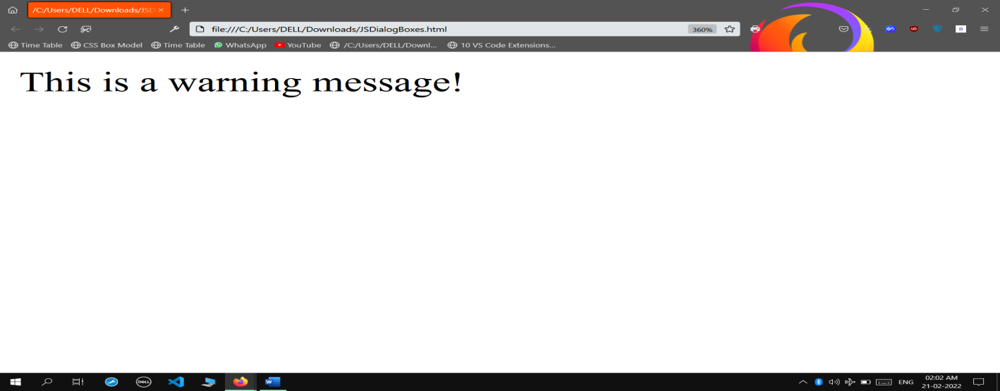 /C:/Users/DELL/Downloads/JSD
file:///C:/Users/DELL/Downloads/JSDialogBoxes.html 360%
Time Table CSS Box Model Time Table WhatsApp YouTube /C:/Users/DELL/Downl... 10 VS Code Extensions...
This is a warning message!
DELL W ENG 02:02 AM
21-02-2022